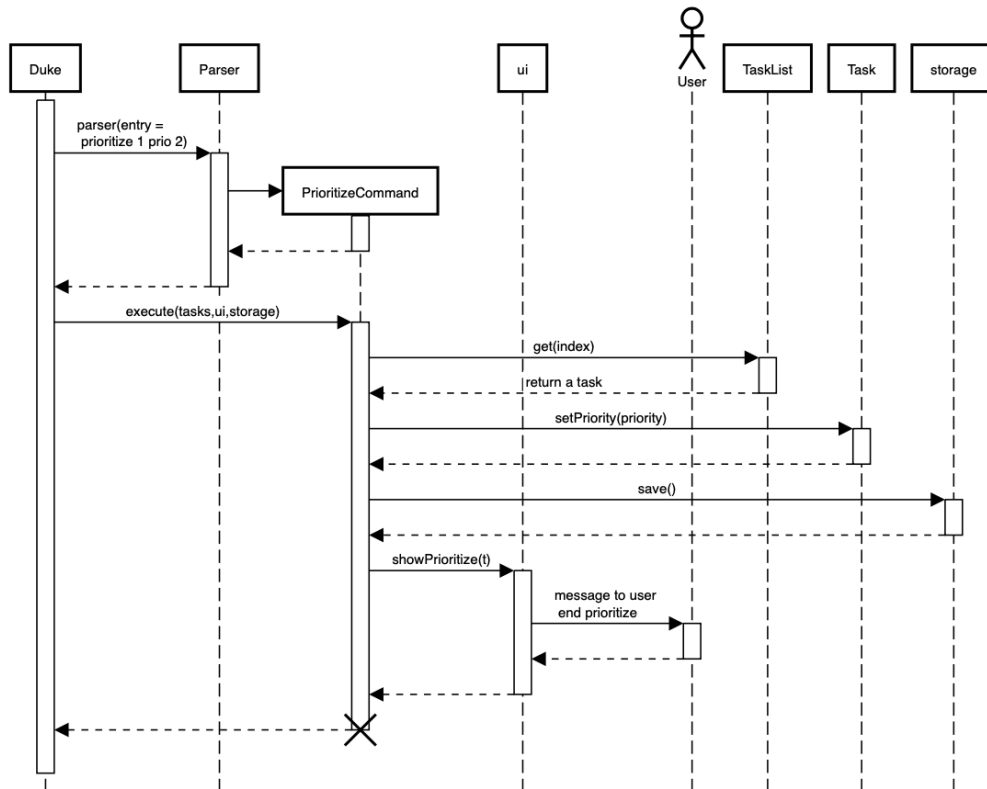 Duke
Parser
ui
User
TaskList
Task
storage
parser(entry =
prioritize 1 prio 2)
PrioritizeCommand
execute(tasks,ui,storage)
get(index)
return a task
setPriority(priority)
save()
showPrioritize(t)
message to user
end prioritize